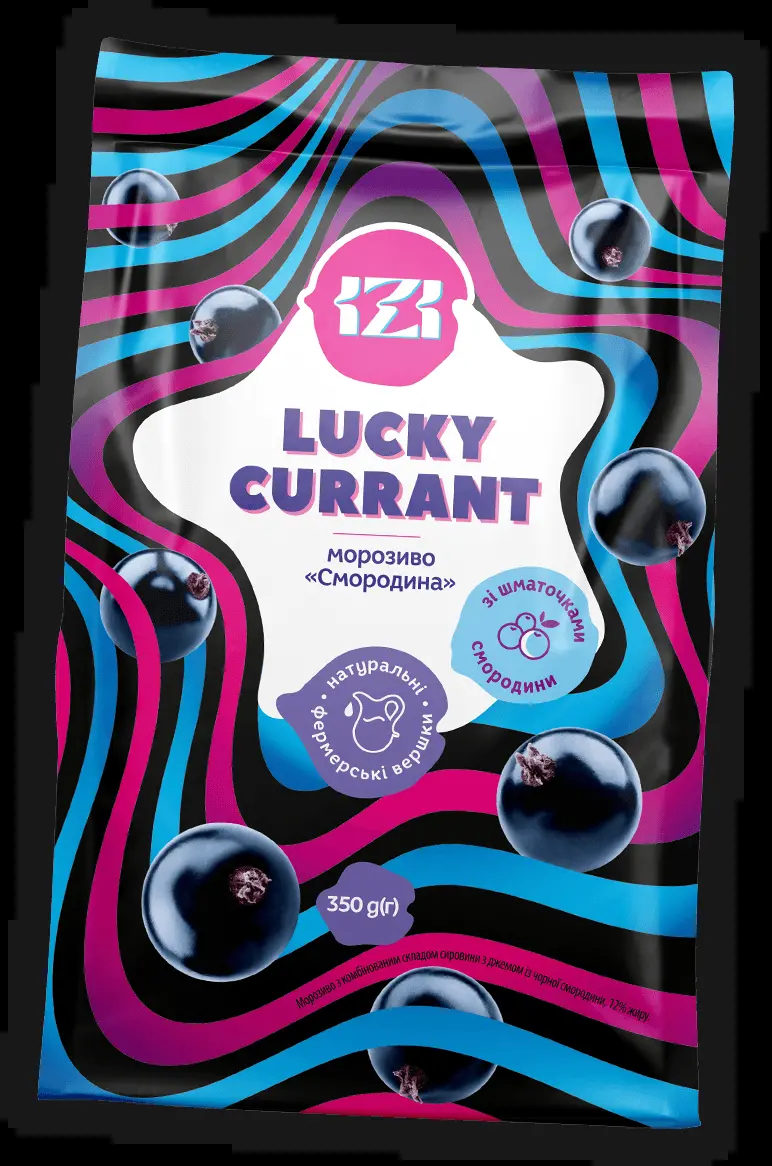 IZI
LUCKY
CURRANT
морозиво
«Смородина»
зі шматочками
смородини
натуральні
фермерські вершки
350 g(г)
Морозиво з комбінованим складом сировини з джемом із чорної смородини, 12% жиру.